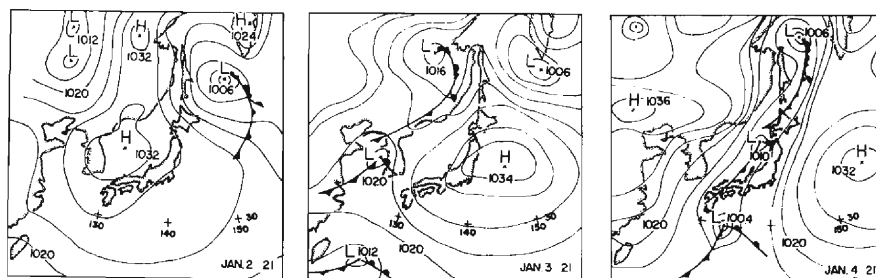 L 1012
L
H 1032
H 1024
L 1006
1020
H 1032
130
140
30
150
1020
JAN. 2 21
L 1016
L 1006
L 1020
H 1034
130
140
30
150
1020
L 1012
JAN. 3 21
L 1006
H 1036
L 1010
H 1032
L 1004
1020
1020
30
150
JAN. 4 21